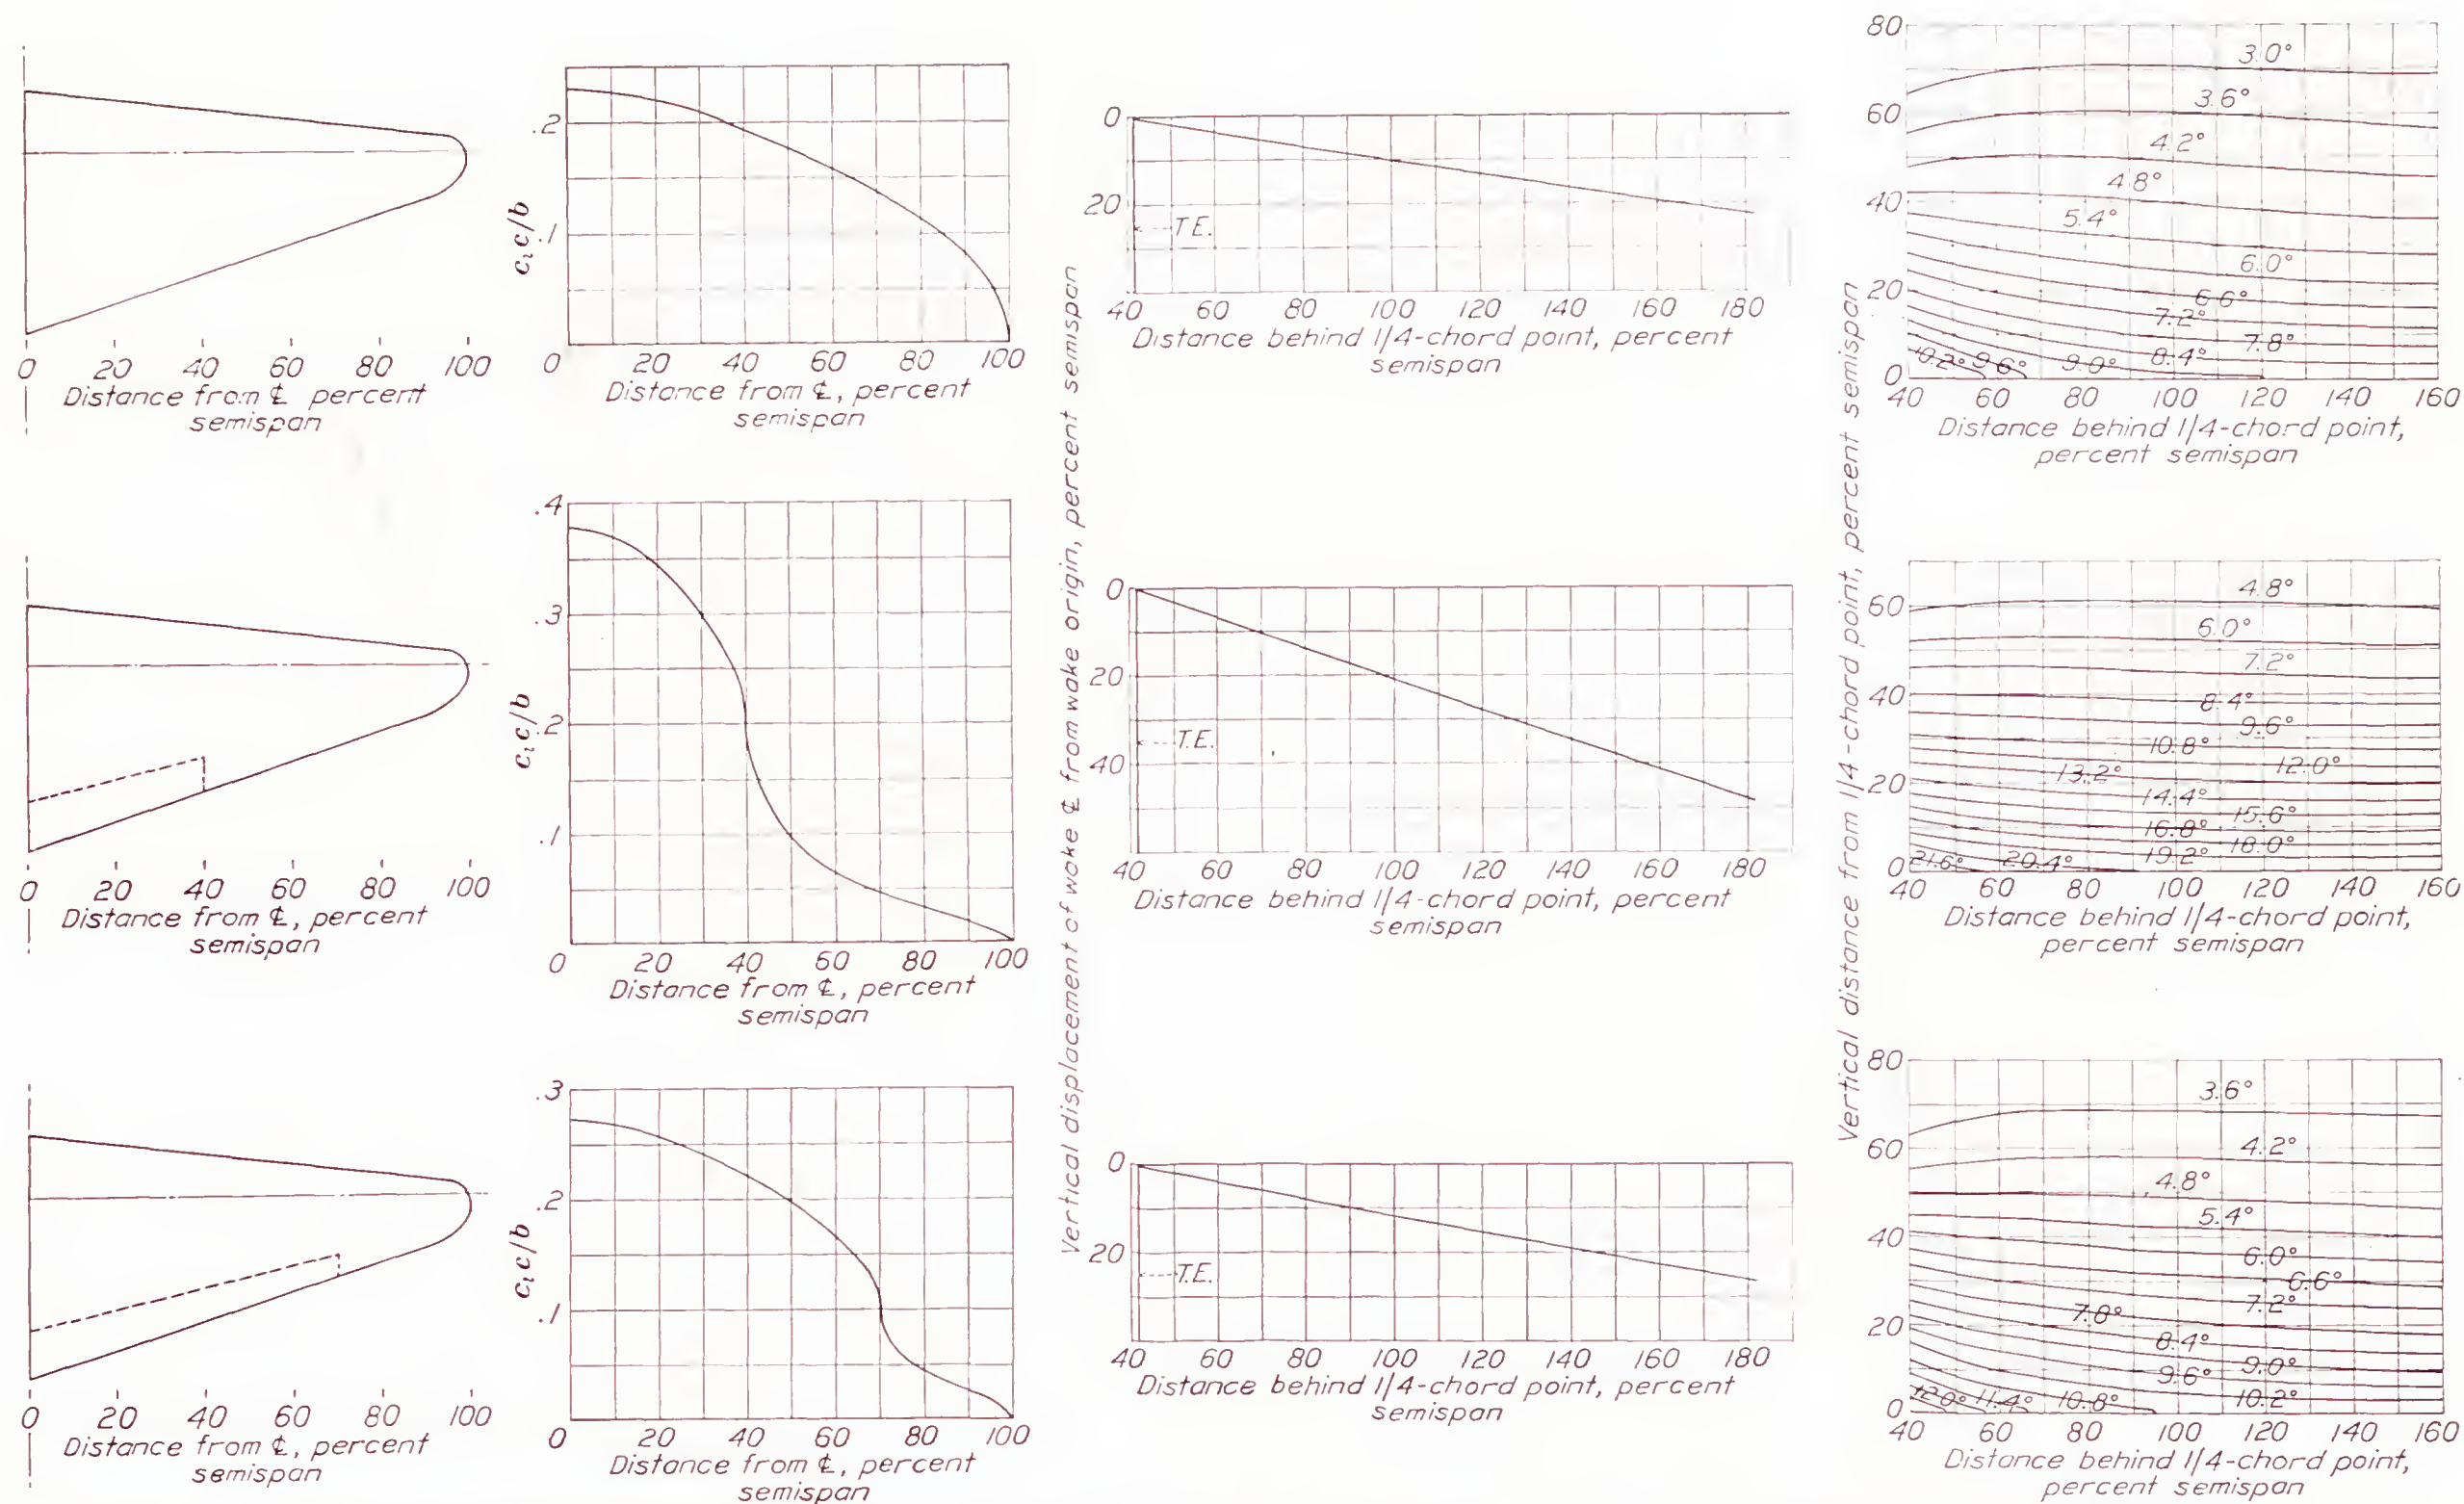 0 20 40 60 80 100
Distance from ℄ percent
semispan
.2
.1
cₗc/b
0 20 40 60 80 100
Distance from ℄, percent
semispan
0
20
T.E.
40 60 80 100 120 140 160 180
Distance behind 1/4-chord point, percent
semispan
80
60
40
20
0
3.0°
3.6°
4.2°
4.8°
5.4°
6.0°
6.6°
7.2°
7.8°
10.2° 9.6° 9.0° 8.4°
40 60 80 100 120 140 160
Distance behind 1/4-chord point,
percent semispan
0 20 40 60 80 100
Distance from ℄, percent
semispan
.4
.3
.2
.1
cₗc/b
0 20 40 60 80 100
Distance from ℄, percent
semispan
Vertical displacement of wake ℄ from wake origin, percent semispan
0
20
40
T.E.
40 60 80 100 120 140 160 180
Distance behind 1/4-chord point, percent
semispan
Vertical distance from 1/4-chord point, percent semispan
60
40
20
0
4.8°
6.0°
7.2°
8.4°
9.6°
10.8°
12.0°
13.2°
14.4°
15.6°
16.8°
18.0°
21.6° 20.4° 19.2°
40 60 80 100 120 140 160
Distance behind 1/4-chord point,
percent semispan
0 20 40 60 80 100
Distance from ℄, percent
semispan
.3
.2
.1
cₗc/b
0 20 40 60 80 100
Distance from ℄, percent
semispan
0
20
T.E.
40 60 80 100 120 140 160 180
Distance behind 1/4-chord point, percent
semispan
80
60
40
20
0
3.6°
4.2°
4.8°
5.4°
6.0°
6.6°
7.2°
7.8°
8.4°
9.0°
9.6°
12.0° 11.4° 10.8° 10.2°
40 60 80 100 120 140 160
Distance behind 1/4-chord point,
percent semispan